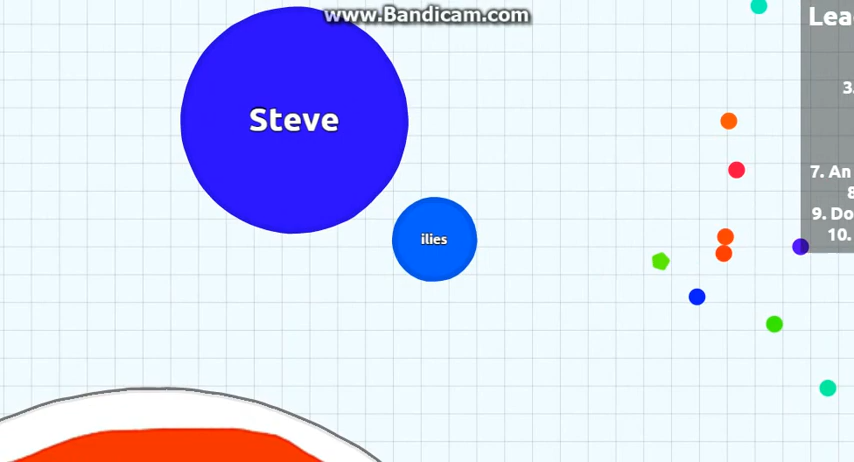 www.Bandicam.com
Lea
3.
Steve
7. An
8
9. Do
10.
ilies